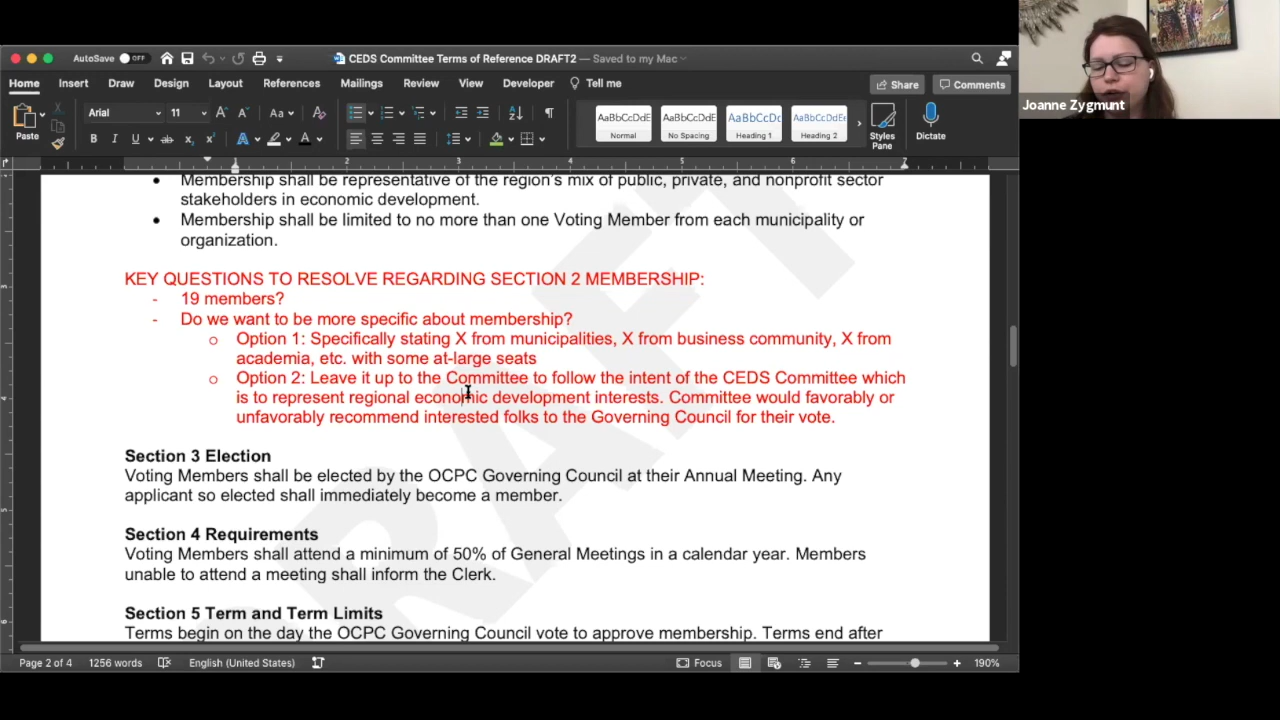 AutoSave OFF
CEDS Committee Terms of Reference DRAFT2 — Saved to my Mac
Home Insert Draw Design Layout References Mailings Review View Developer Tell me
Share Comments
Joanne Zygmunt
Paste
Arial 11
AaBbCcDdE AaBbCcDdE AaBbCcDc AaBbCcDdE
Normal No Spacing Heading 1 Heading 2
Styles Pane
Dictate
2 3 4 5 6 7
• Membership shall be representative of the region's mix of public, private, and nonprofit sector
stakeholders in economic development.
• Membership shall be limited to no more than one Voting Member from each municipality or
organization.
KEY QUESTIONS TO RESOLVE REGARDING SECTION 2 MEMBERSHIP:
- 19 members?
- Do we want to be more specific about membership?
o Option 1: Specifically stating X from municipalities, X from business community, X from
academia, etc. with some at-large seats
o Option 2: Leave it up to the Committee to follow the intent of the CEDS Committee which
is to represent regional economic development interests. Committee would favorably or
unfavorably recommend interested folks to the Governing Council for their vote.
Section 3 Election
Voting Members shall be elected by the OCPC Governing Council at their Annual Meeting. Any
applicant so elected shall immediately become a member.
Section 4 Requirements
Voting Members shall attend a minimum of 50% of General Meetings in a calendar year. Members
unable to attend a meeting shall inform the Clerk.
Section 5 Term and Term Limits
Terms begin on the day the OCPC Governing Council vote to approve membership. Terms end after
DRAFT
Page 2 of 4 1256 words English (United States) Focus 190%